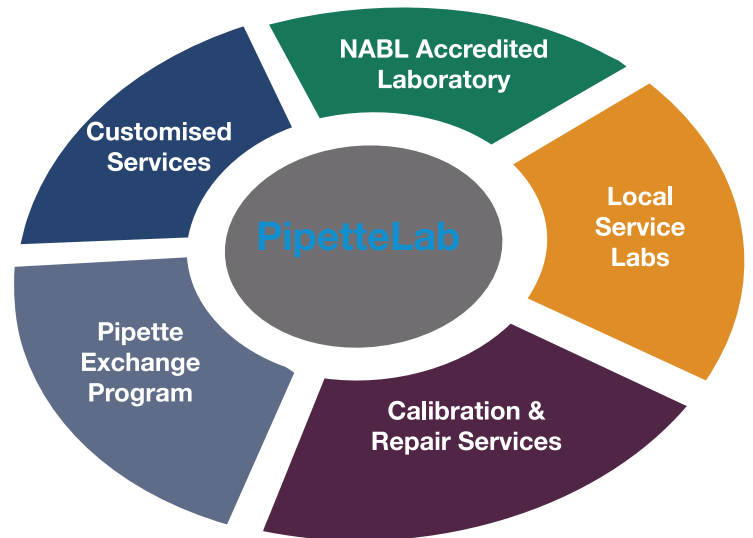 NABL Accredited
Laboratory
Customised
Services
Local
Service
Labs
PipetteLab
Pipette
Exchange
Program
Calibration &
Repair Services